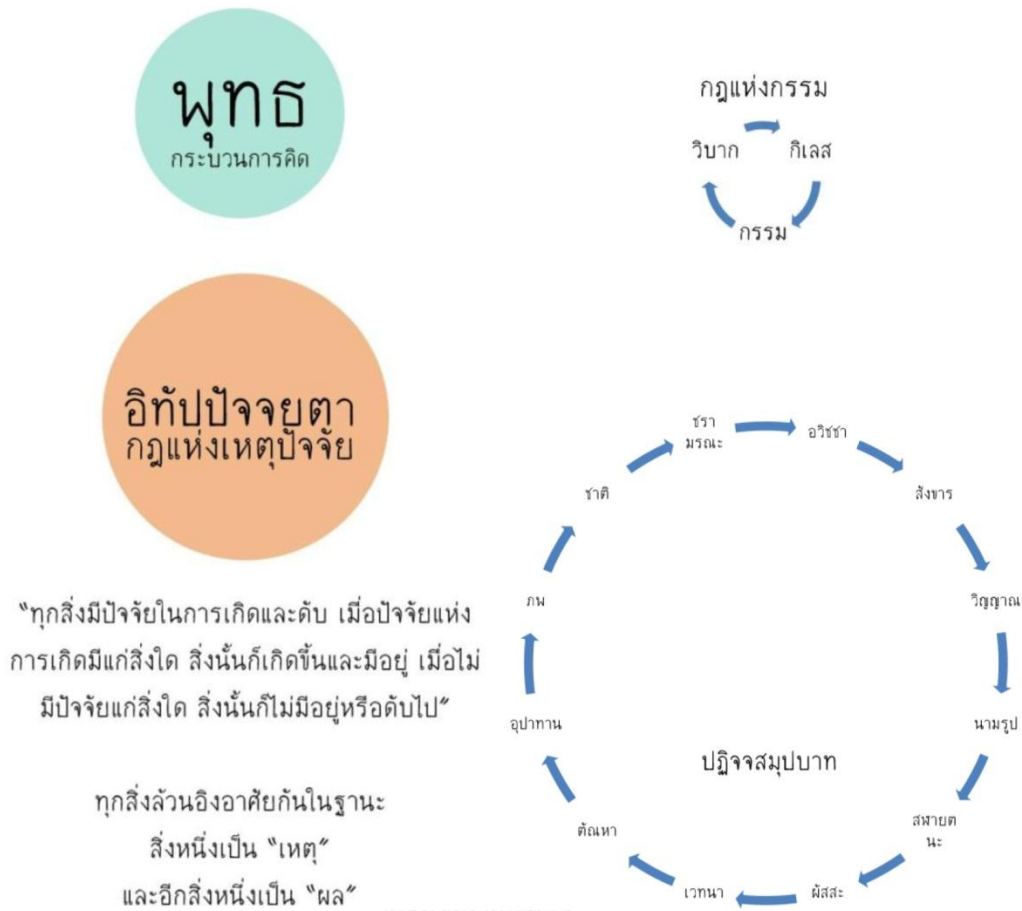 พุทธ
กระบวนการคิด
กฎแห่งกรรม
วิบาก
กิเลส
กรรม
อิทัปปัจจยตา
กฎแห่งเหตุปัจจัย
"ทุกสิ่งมีปัจจัยในการเกิดและดับ เมื่อปัจจัยแห่ง
การเกิดมีแก่สิ่งใด สิ่งนั้นก็เกิดขึ้นและมีอยู่ เมื่อไม่
มีปัจจัยแก่สิ่งใด สิ่งนั้นก็ไม่มีอยู่หรือดับไป"
ทุกสิ่งล้วนอิงอาศัยกันในฐานะ
สิ่งหนึ่งเป็น "เหตุ"
และอีกสิ่งหนึ่งเป็น "ผล"
ชรา
มรณะ
อวิชชา
สังขาร
วิญญาณ
นามรูป
สฬายต
นะ
ผัสสะ
เวทนา
ตัณหา
อุปาทาน
ภพ
ชาติ
ปฏิจจสมุปบาท